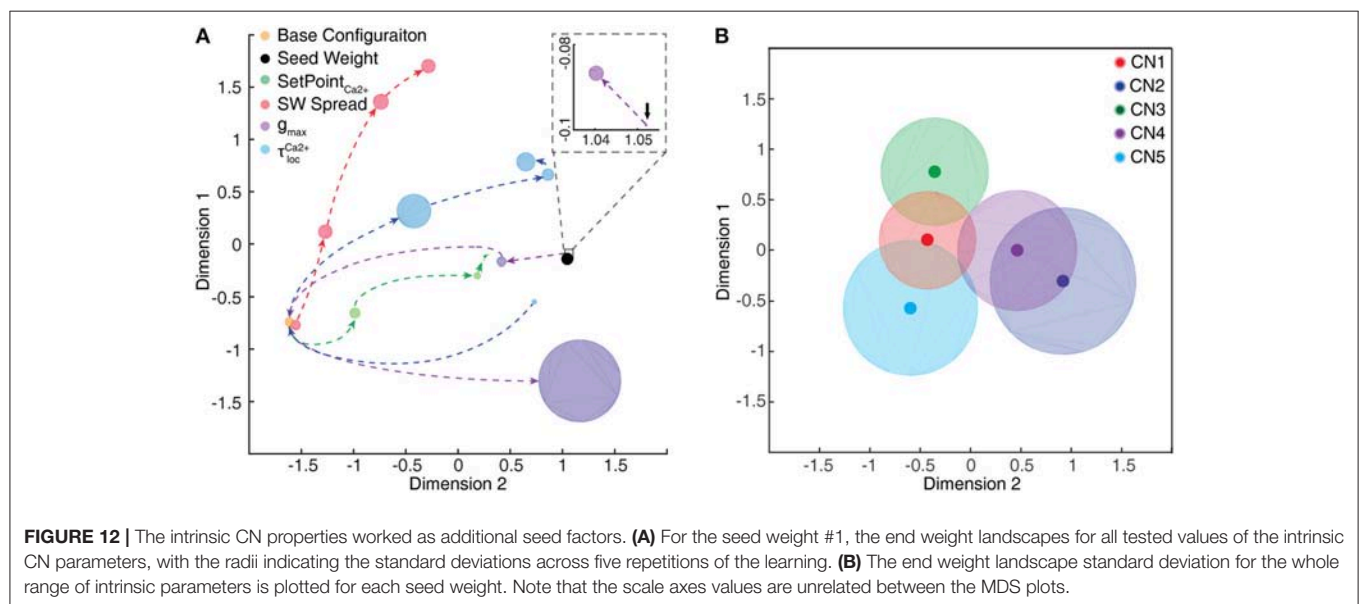 A
Base Configuraiton
Seed Weight
SetPoint Ca2+
SW Spread
g max
τ loc Ca2+
-0.08
-0.1
1.04 1.05
1.5
1
0.5
0
-0.5
-1
-1.5
Dimension 1
-1.5 -1 -0.5 0 0.5 1 1.5
Dimension 2
B
CN1
CN2
CN3
CN4
CN5
1.5
1
0.5
0
-0.5
-1
-1.5
Dimension 1
-1.5 -1 -0.5 0 0.5 1 1.5
Dimension 2
FIGURE 12 | The intrinsic CN properties worked as additional seed factors. (A) For the seed weight #1, the end weight landscapes for all tested values of the intrinsic
CN parameters, with the radii indicating the standard deviations across five repetitions of the learning. (B) The end weight landscape standard deviation for the whole
range of intrinsic parameters is plotted for each seed weight. Note that the scale axes values are unrelated between the MDS plots.